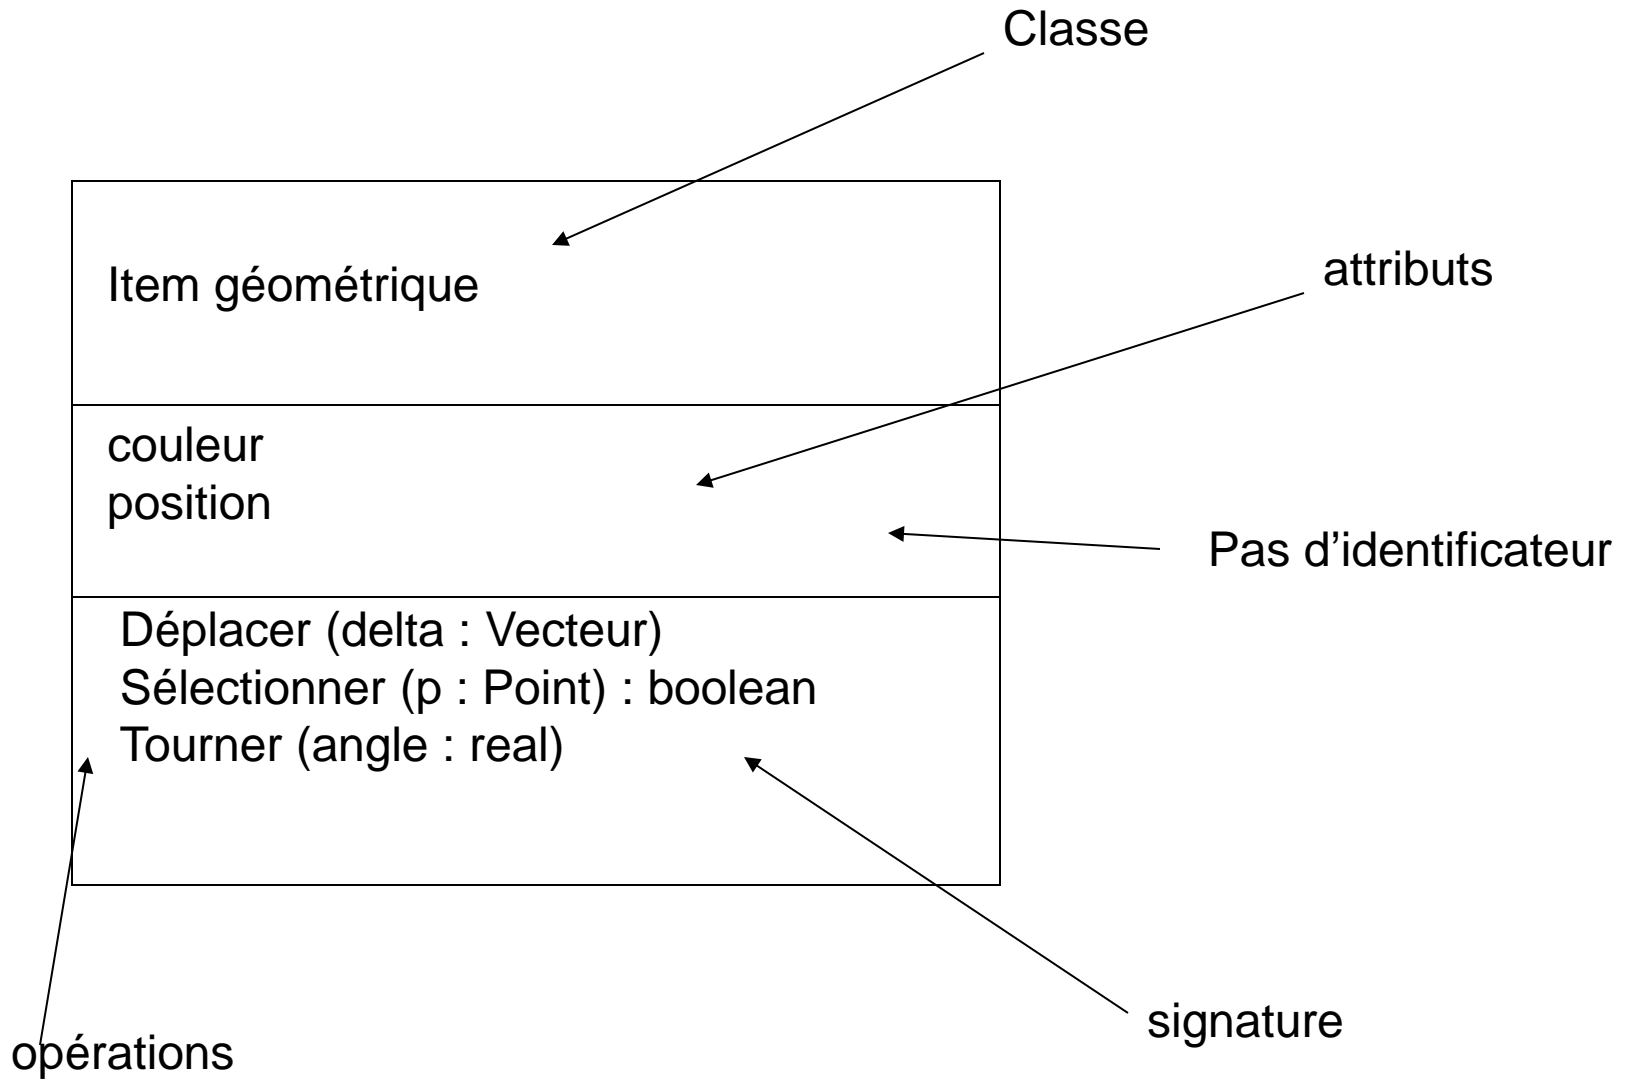 Classe
Item géométrique
attributs
couleur
position
Pas d’identificateur
Déplacer (delta : Vecteur)
Sélectionner (p : Point) : boolean
Tourner (angle : real)
signature
opérations